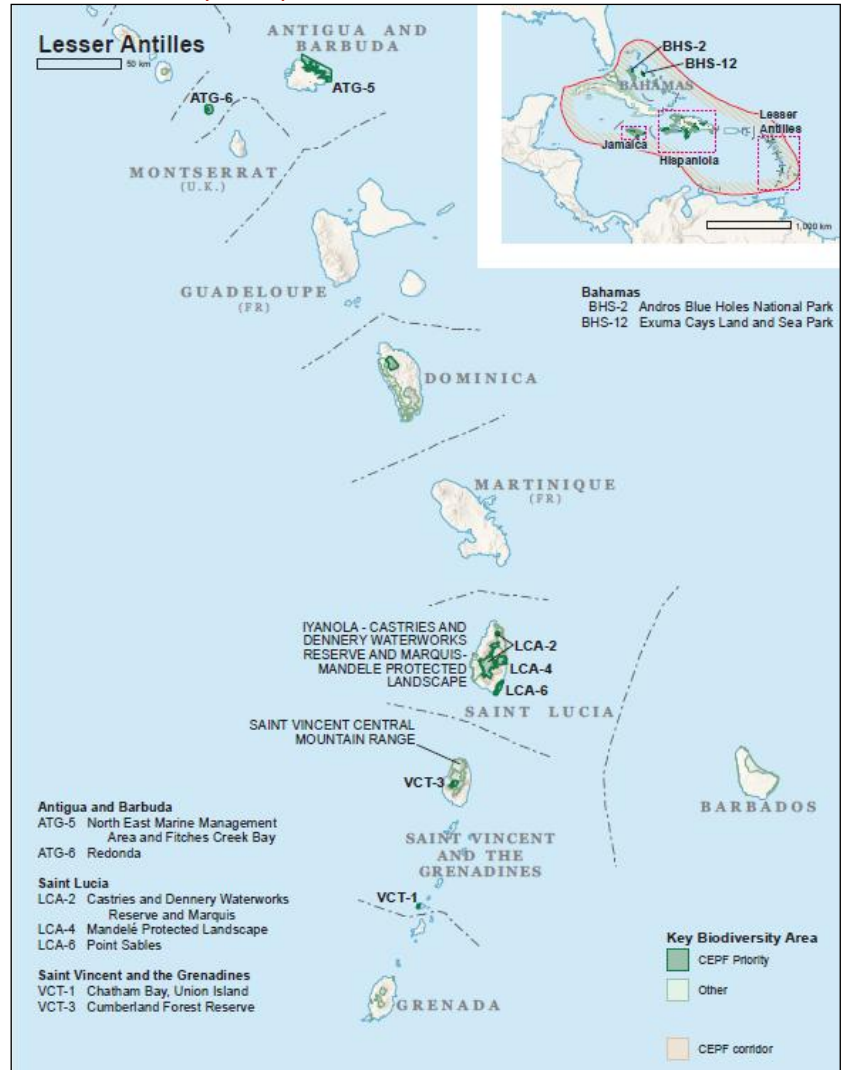 Lesser Antilles
50 km
ANTIGUA AND
BARBUDA
ATG-5
ATG-6
MONTSERRAT
(U.K.)
GUADELOUPE
(FR)
DOMINICA
MARTINIQUE
(FR)
IYANOLA - CASTRIES AND
DENNERY WATERWORKS
RESERVE AND MARQUIS-
MANDELE PROTECTED
LANDSCAPE
LCA-2
LCA-4
LCA-6
SAINT LUCIA
SAINT VINCENT CENTRAL
MOUNTAIN RANGE
VCT-3
BARBADOS
SAINT VINCENT
AND THE
GRENADINES
VCT-1
GRENADA
BHS-2
BHS-12
BAHAMAS
Lesser
Antilles
Jamaica
Hispaniola
1,000 km
Bahamas
BHS-2 Andros Blue Holes National Park
BHS-12 Exuma Cays Land and Sea Park
Antigua and Barbuda
ATG-5 North East Marine Management
Area and Fitches Creek Bay
ATG-6 Redonda
Saint Lucia
LCA-2 Castries and Dennery Waterworks
Reserve and Marquis
LCA-4 Mandelé Protected Landscape
LCA-6 Point Sables
Saint Vincent and the Grenadines
VCT-1 Chatham Bay, Union Island
VCT-3 Cumberland Forest Reserve
Key Biodiversity Area
CEPF Priority
Other
CEPF corridor